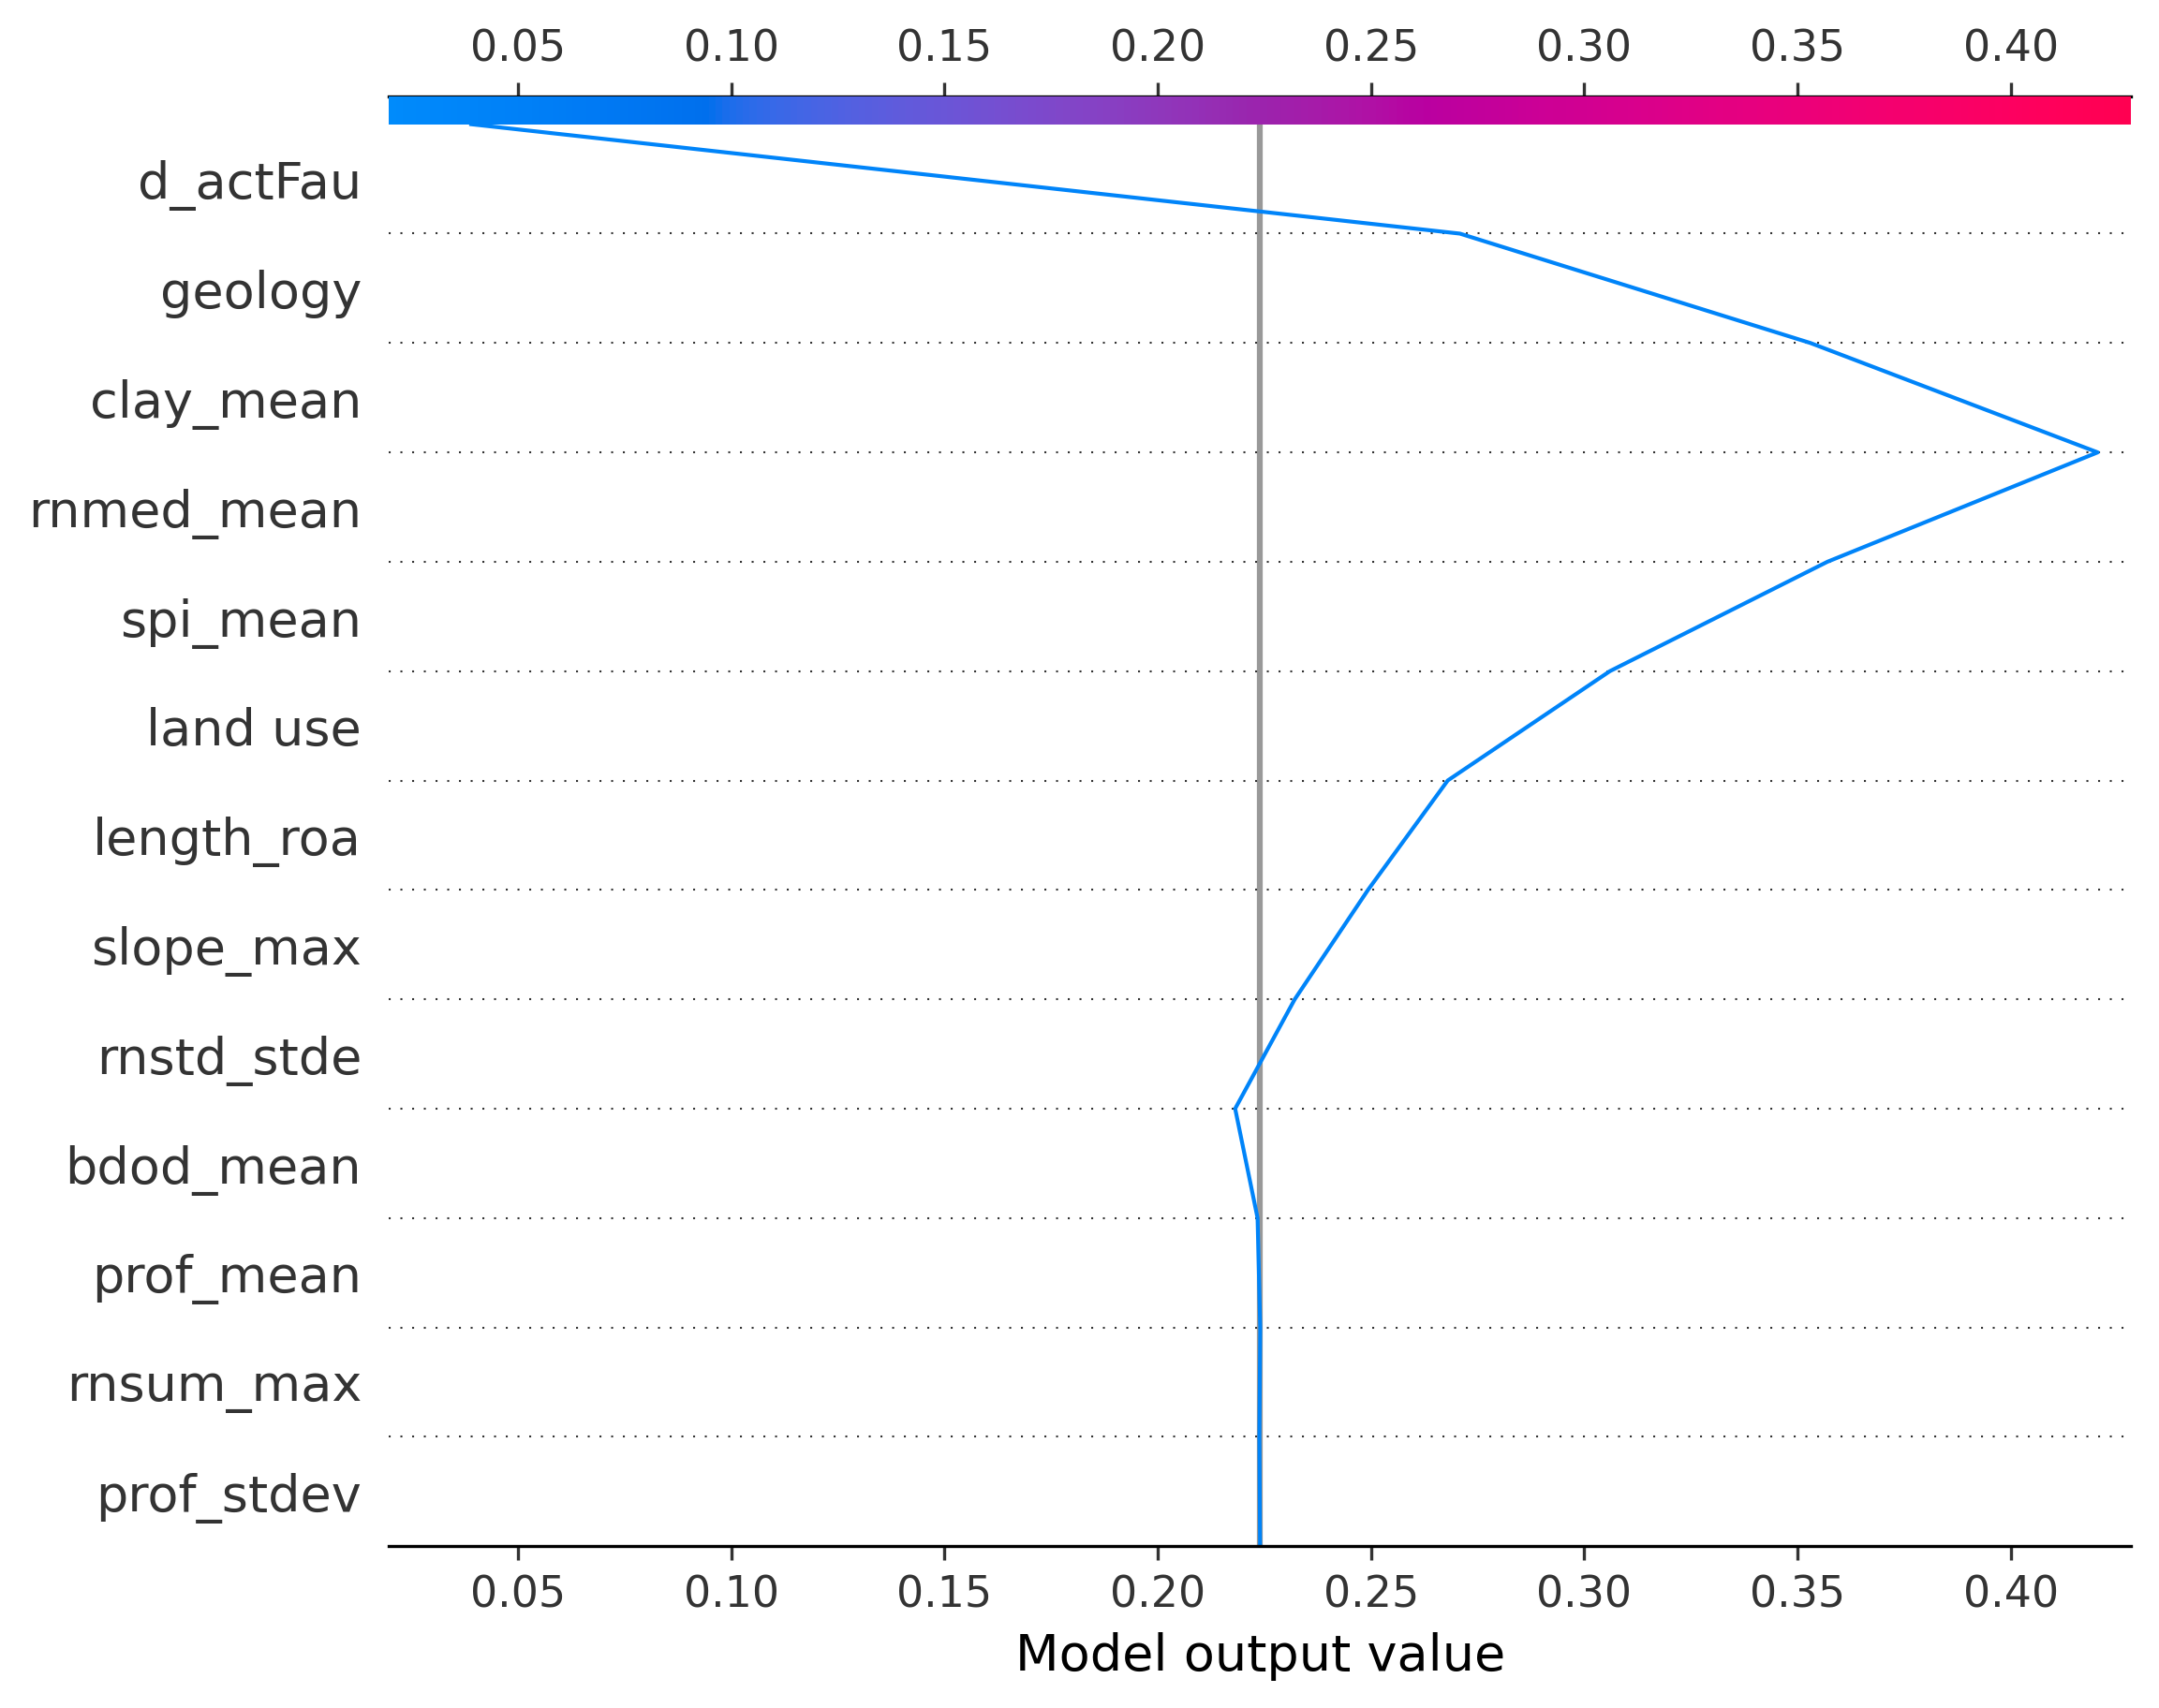 0.05 0.10 0.15 0.20 0.25 0.30 0.35 0.40
d_actFau
geology
clay_mean
rnmed_mean
spi_mean
land use
length_roa
slope_max
rnstd_stde
bdod_mean
prof_mean
rnsum_max
prof_stdev
0.05 0.10 0.15 0.20 0.25 0.30 0.35 0.40
Model output value